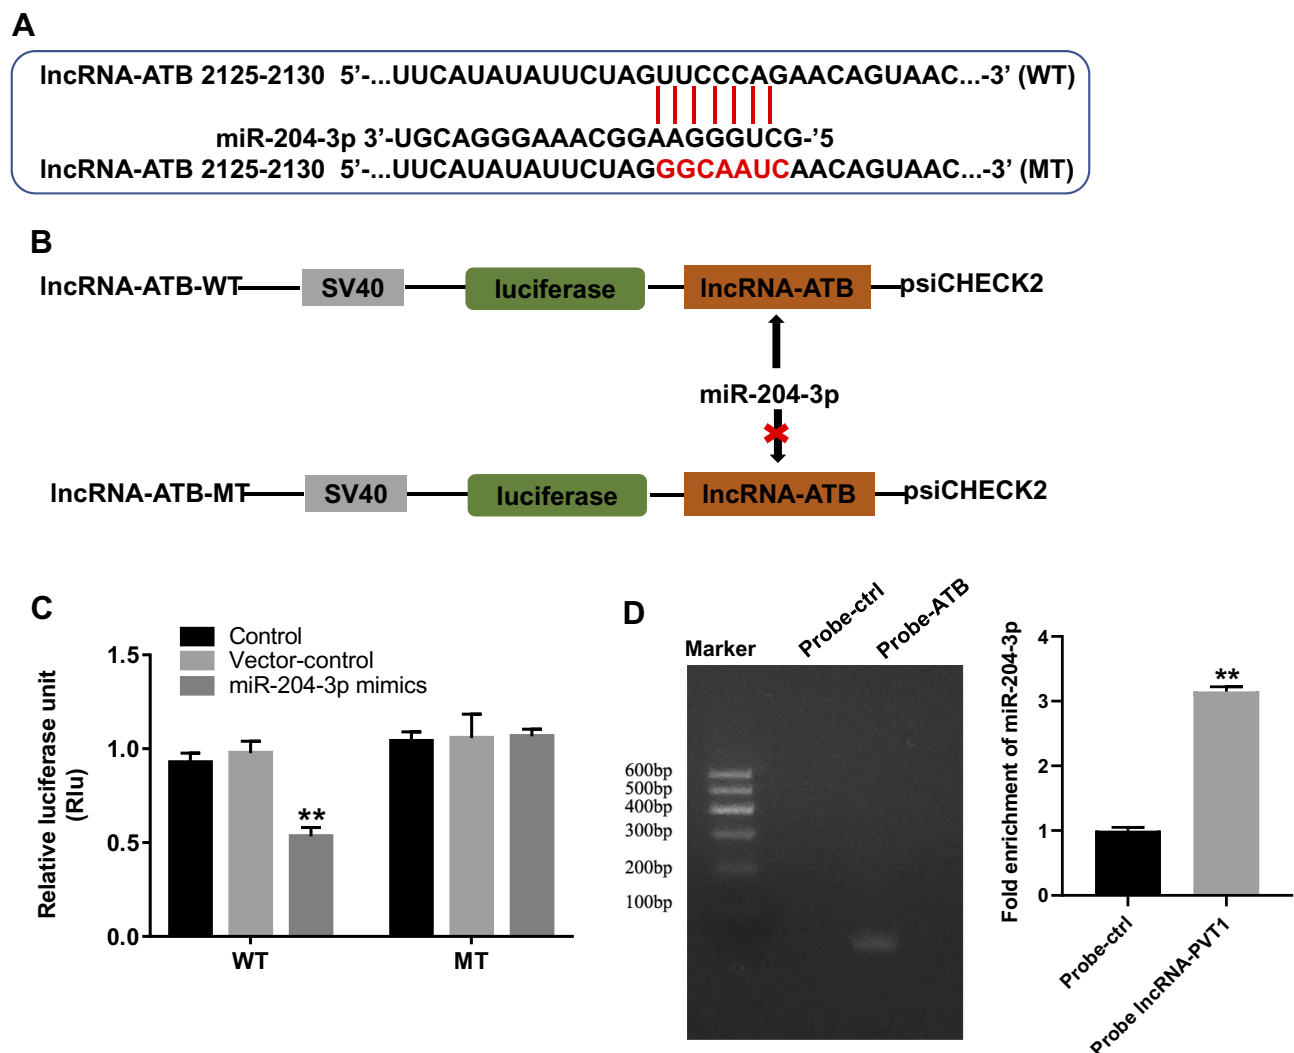 A
lncRNA-ATB 2125-2130 5'-...UUCAUAUAUUCUAGUUCCCAGAACAGUAAC...-3' (WT)
miR-204-3p 3'-UGCAGGGAAACGGAAGGGUCG-'5
lncRNA-ATB 2125-2130 5'-...UUCAUAUAUUCUAGGGCAAUCAACAGUAAC...-3' (MT)
B
lncRNA-ATB-WT SV40 luciferase lncRNA-ATB psiCHECK2
miR-204-3p
lncRNA-ATB-MT SV40 luciferase lncRNA-ATB psiCHECK2
C
Control
Vector-control
miR-204-3p mimics
Relative luciferase unit
(Rlu)
1.5
1.0
0.5
0.0
**
WT MT
D
Marker Probe-ctrl Probe-ATB
600bp
500bp
400bp
300bp
200bp
100bp
Fold enrichment of miR-204-3p
4
3
2
1
0
**
Probe-ctrl
Probe lncRNA-PVT1